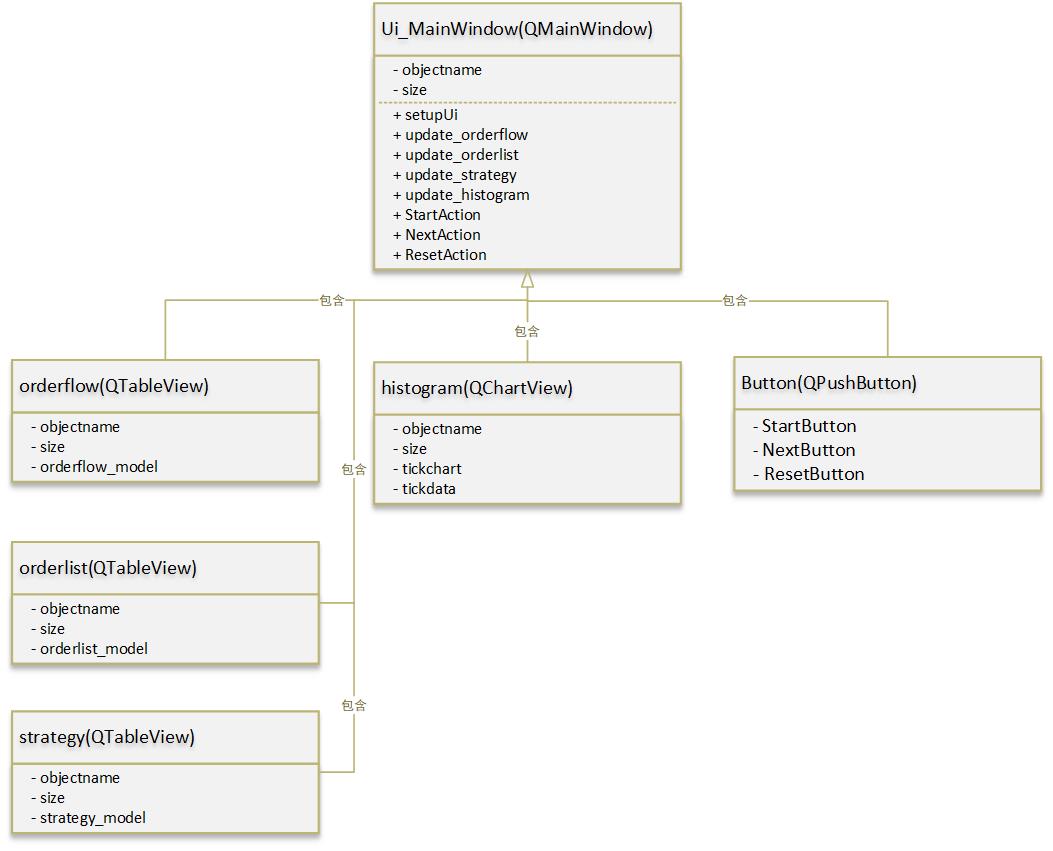 Ui_MainWindow(QMainWindow)
- objectname
- size
+ setupUi
+ update_orderflow
+ update_orderlist
+ update_strategy
+ update_histogram
+ StartAction
+ NextAction
+ ResetAction
包含
包含
包含
orderflow(QTableView)
- objectname
- size
- orderflow_model
histogram(QChartView)
- objectname
- size
- tickchart
- tickdata
Button(QPushButton)
- StartButton
- NextButton
- ResetButton
包含
orderlist(QTableView)
- objectname
- size
- orderlist_model
包含
strategy(QTableView)
- objectname
- size
- strategy_model